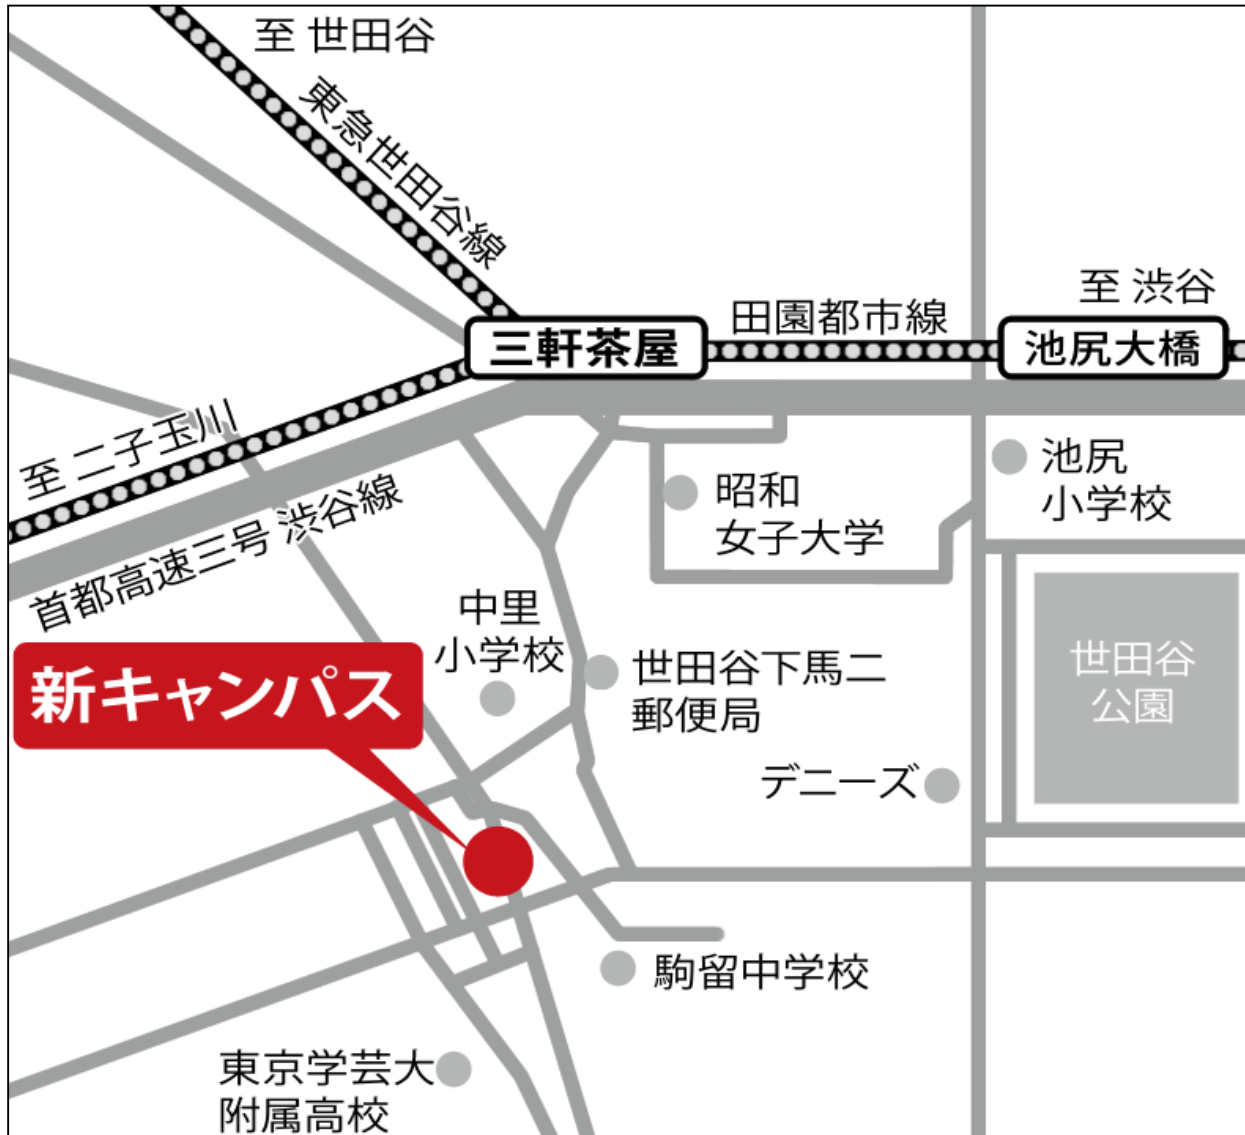 至 世田谷
東急世田谷線
至 渋谷
田園都市線
三軒茶屋
池尻大橋
至 二子玉川
首都高速三号 渋谷線
池尻
小学校
昭和
女子大学
中里
小学校
世田谷下馬二
郵便局
世田谷
公園
新キャンパス
デニーズ
駒留中学校
東京学芸大
附属高校